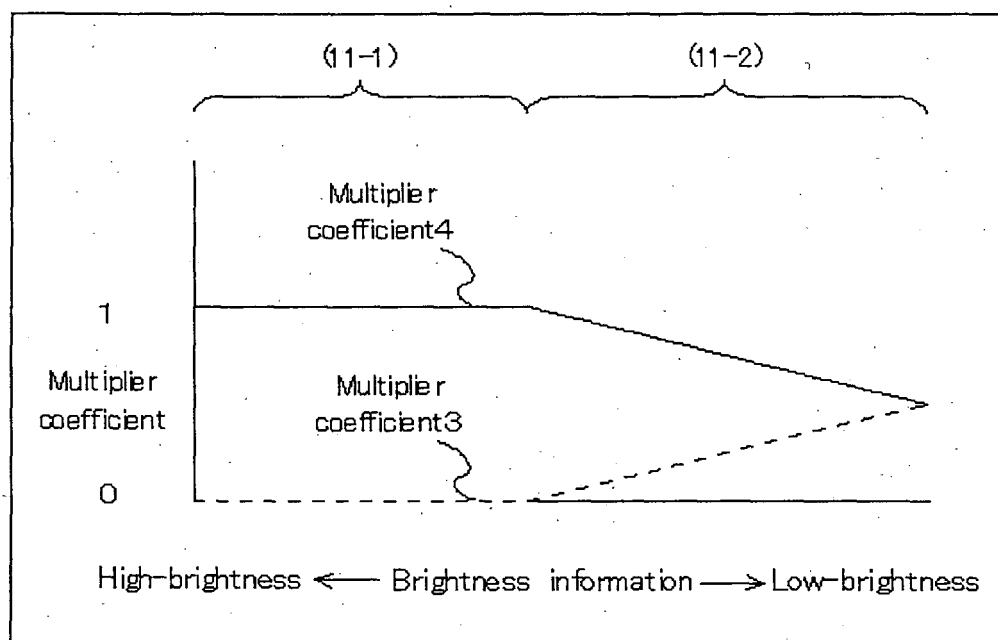 (11-1)
(11-2)
Multiplier
coefficient4
1
Multiplier
coefficient
Multiplier
coefficient3
0
High-brightness ← Brightness information → Low-brightness